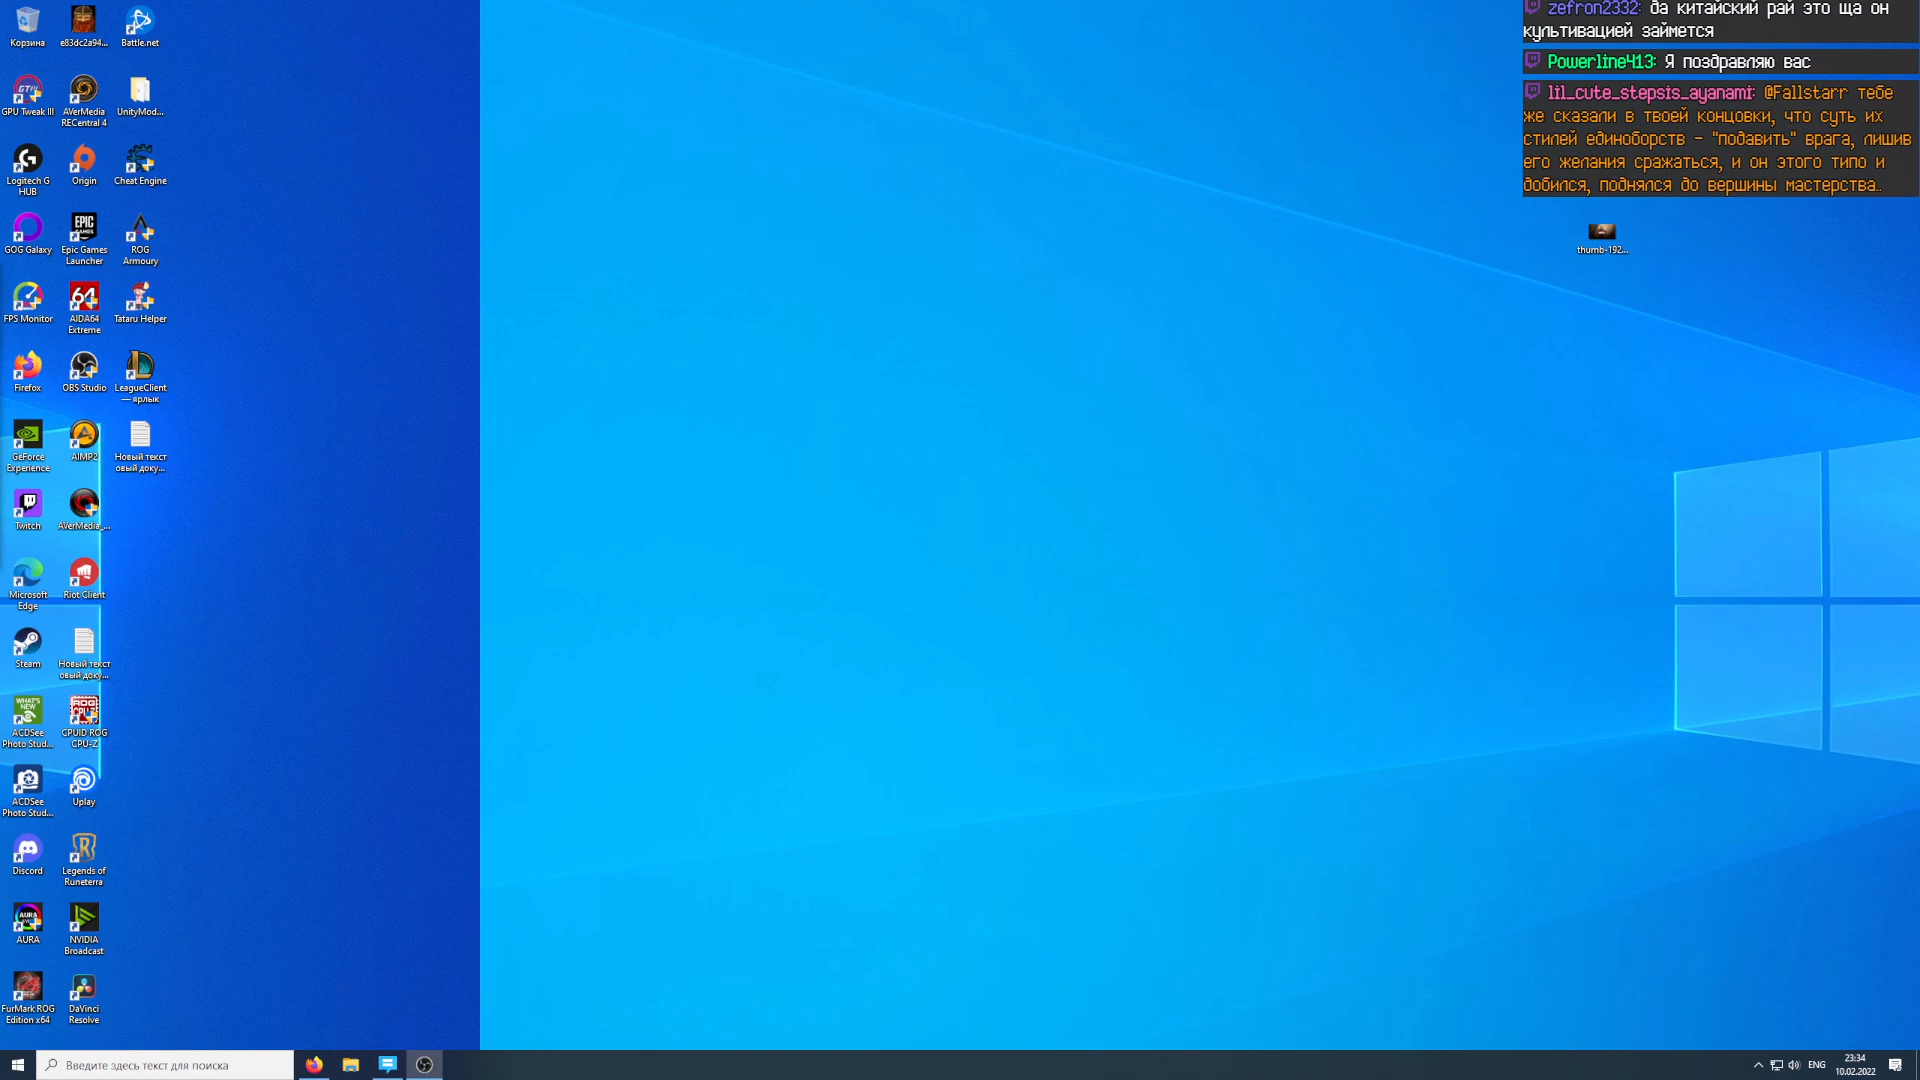 Корзина
e83dc2a94...
Battle.net
GPU Tweak III
AVerMedia
RECentral 4
UnityMod...
Logitech G
HUB
Origin
Cheat Engine
GOG Galaxy
Epic Games
Launcher
ROG
Armoury
FPS Monitor
AIDA64
Extreme
Tataru Helper
Firefox
OBS Studio
LeagueClient
— ярлык
GeForce
Experience
AIMP2
Новый текст
овый доку...
Twitch
AVerMedia_...
Microsoft
Edge
Riot Client
Steam
Новый текст
овый доку...
ACDSee
Photo Stud...
CPUID ROG
CPU-Z
ACDSee
Photo Stud...
Uplay
Discord
Legends of
Runeterra
AURA
NVIDIA
Broadcast
FurMark ROG
Edition x64
DaVinci
Resolve
zefron2332: да китайский рай это ща он
культивацией займется
Powerline413: Я поздравляю вас
lil_cute_stepsis_ayanami: @Fallstarr тебе
же сказали в твоей концовки, что суть их
стилей единоборств - "подавить" врага, лишив
его желания сражаться, и он этого типо и
добился, поднялся до вершины мастерства..
thumb-192...
Введите здесь текст для поиска
ENG
23:34
10.02.2022